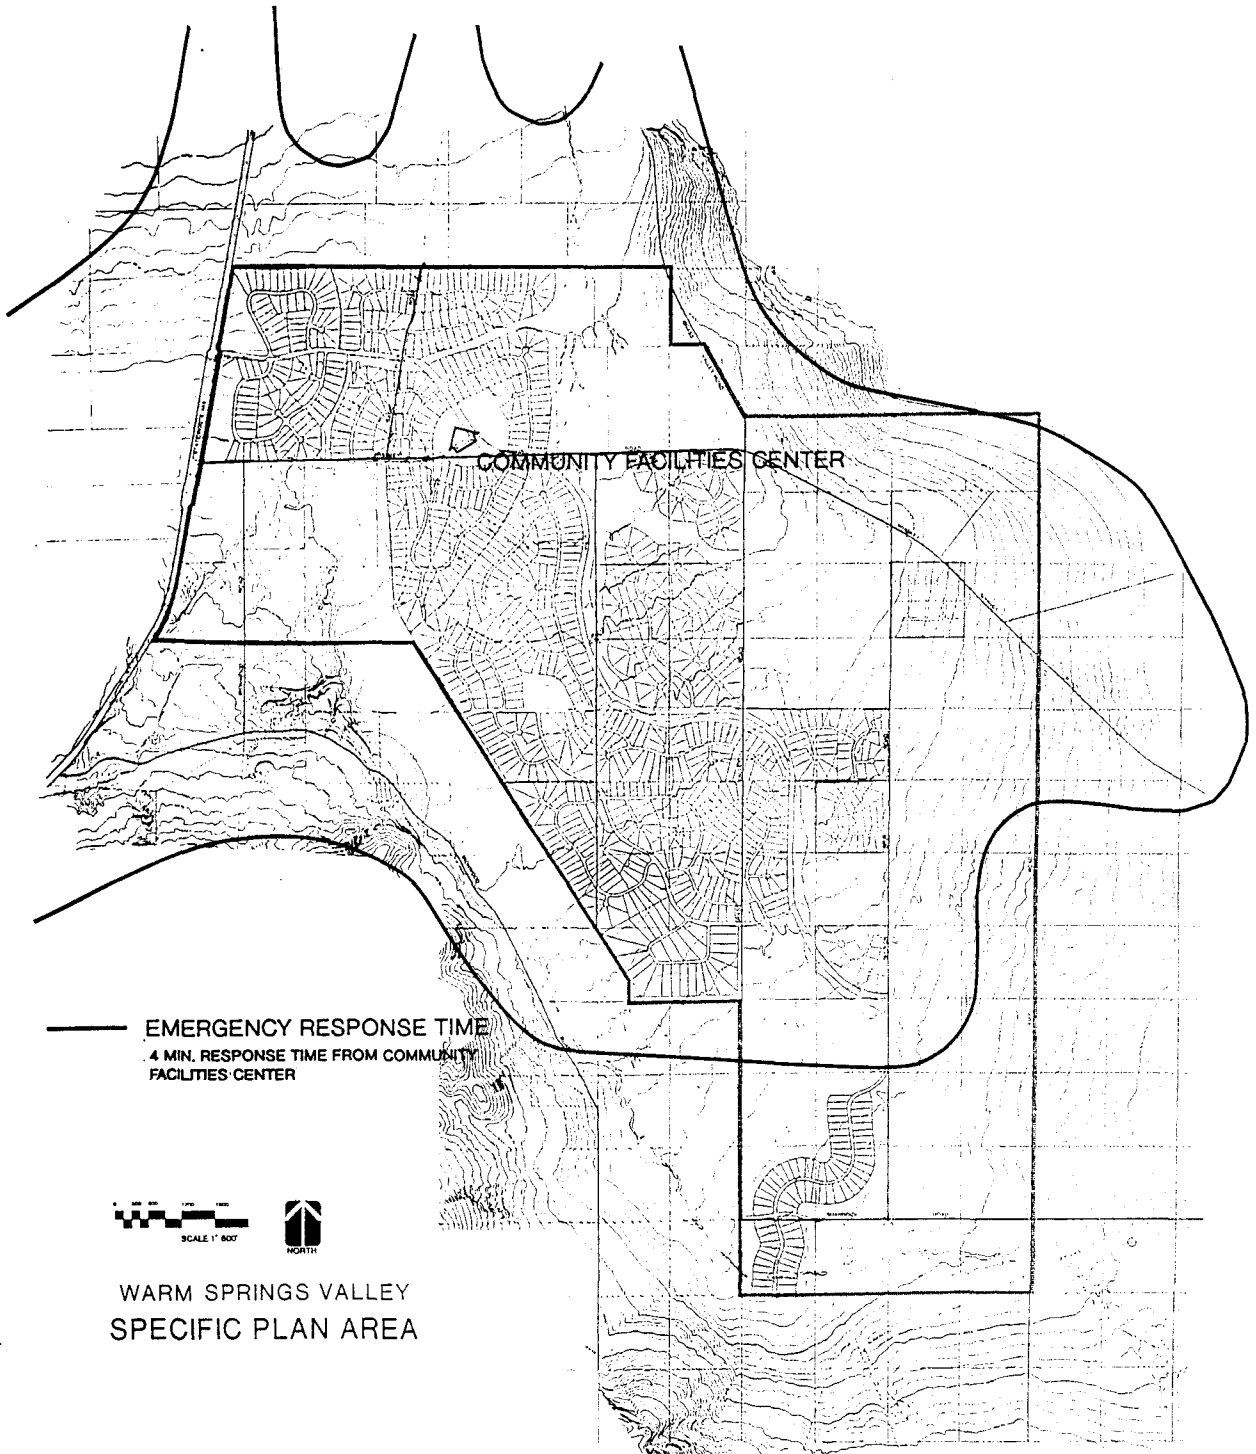 COMMUNITY FACILITIES CENTER
EMERGENCY RESPONSE TIME
4 MIN. RESPONSE TIME FROM COMMUNITY
FACILITIES CENTER
SCALE 1" 600'
NORTH
WARM SPRINGS VALLEY
SPECIFIC PLAN AREA